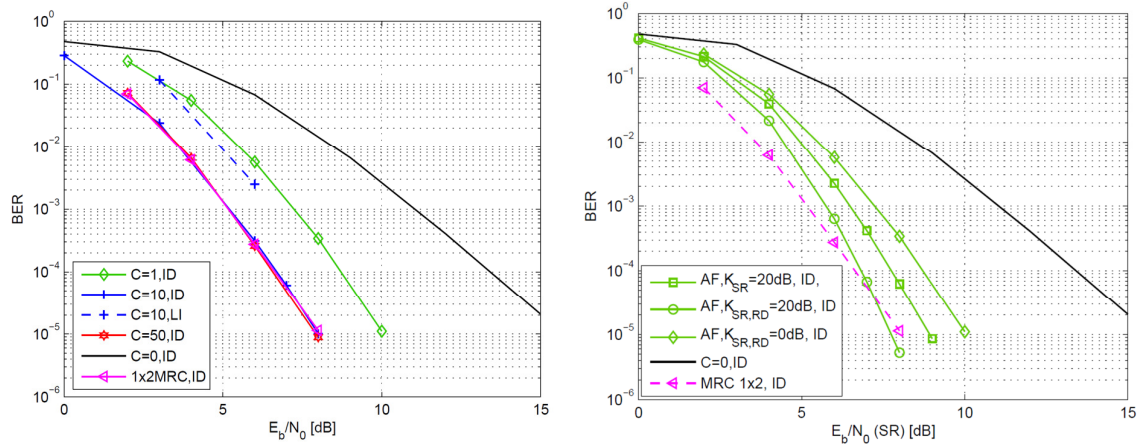 10^0
10^-1
10^-2
10^-3
10^-4
10^-5
10^-6
BER
0 5 10 15
E_b/N_0 [dB]
C=1,ID
C=10,ID
C=10,LI
C=50,ID
C=0,ID
1x2MRC,ID
10^0
10^-1
10^-2
10^-3
10^-4
10^-5
10^-6
BER
0 5 10 15
E_b/N_0 (SR) [dB]
AF,K_SR=20dB, ID,
AF,K_SR,RD=20dB, ID
AF,K_SR,RD=0dB, ID
C=0,ID
MRC 1x2, ID